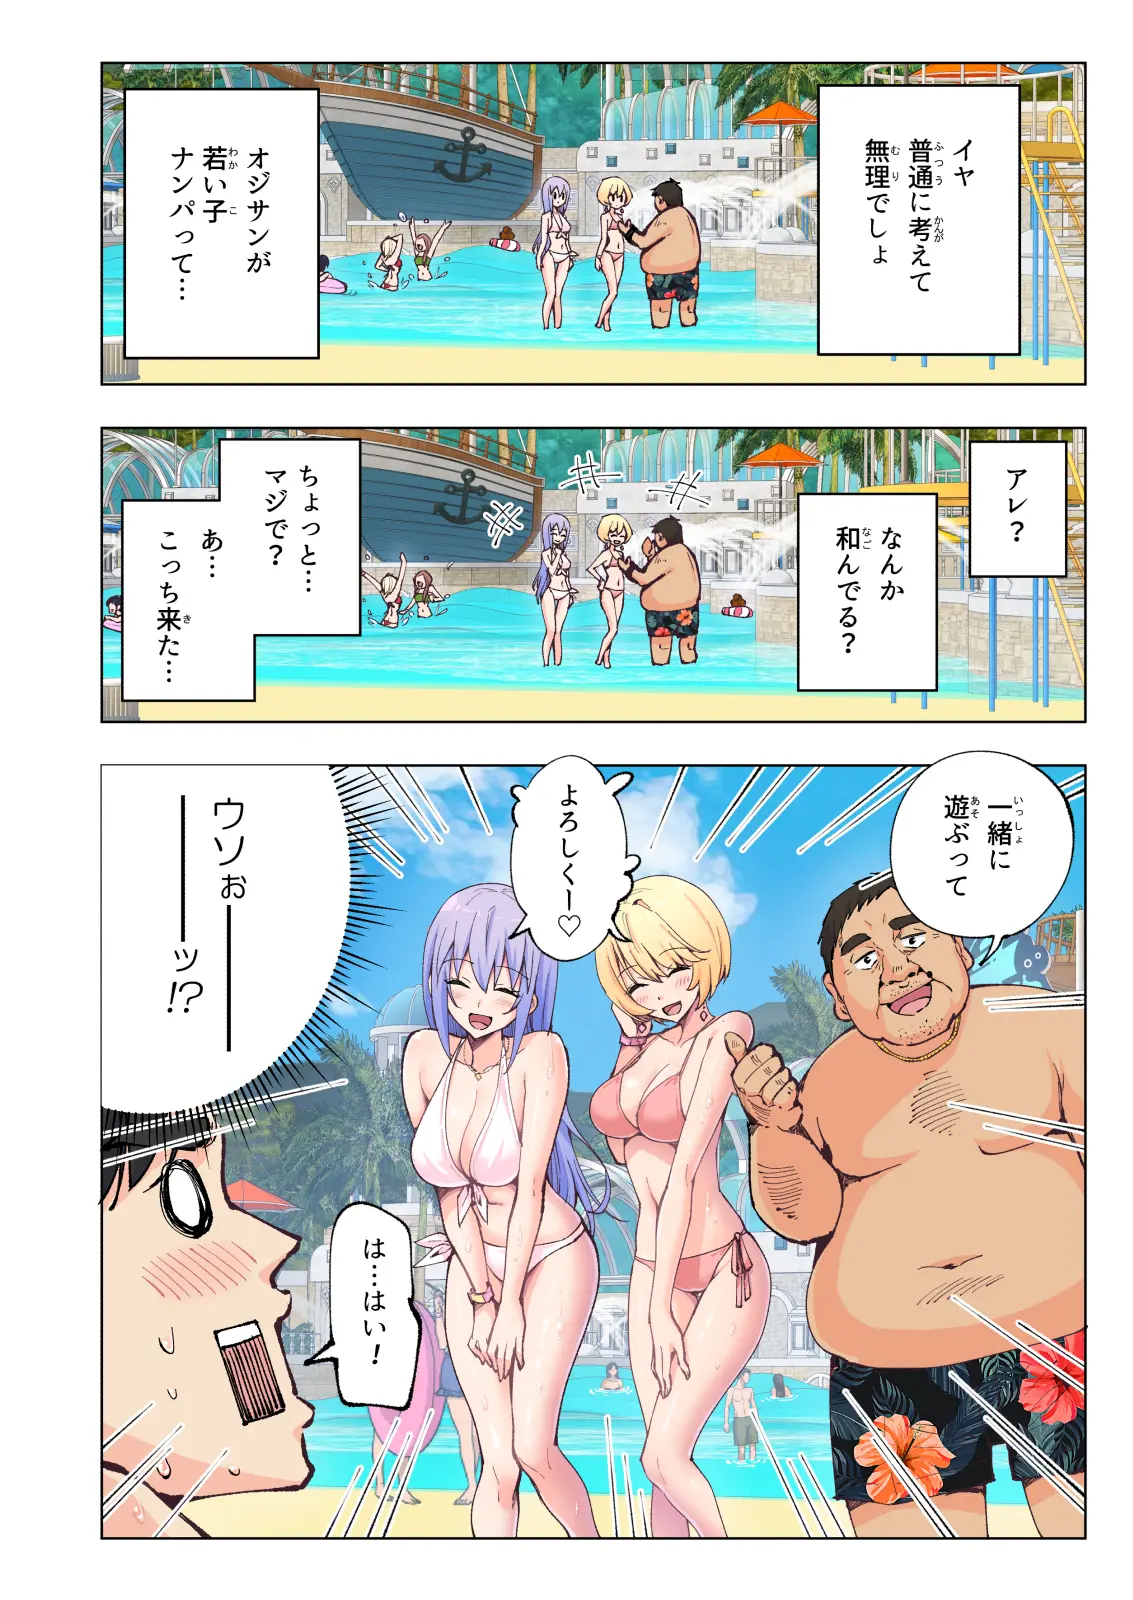 イヤ
普通に考えて
無理でしょ
オジサンが
若い子
ナンパって…
アレ？
なんか
和んでる？
ちょっと…
マジで？
あ…
こっち来た…
一緒に
遊ぶって
よろしくー♡
は…はい！
ウソぉ━━
━━ッ!?